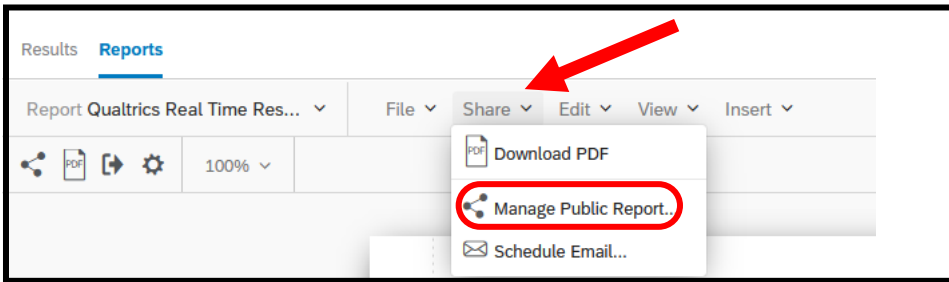 Results Reports
Report Qualtrics Real Time Res... File Share Edit View Insert
PDF 100%
PDF Download PDF
Manage Public Report...
Schedule Email...